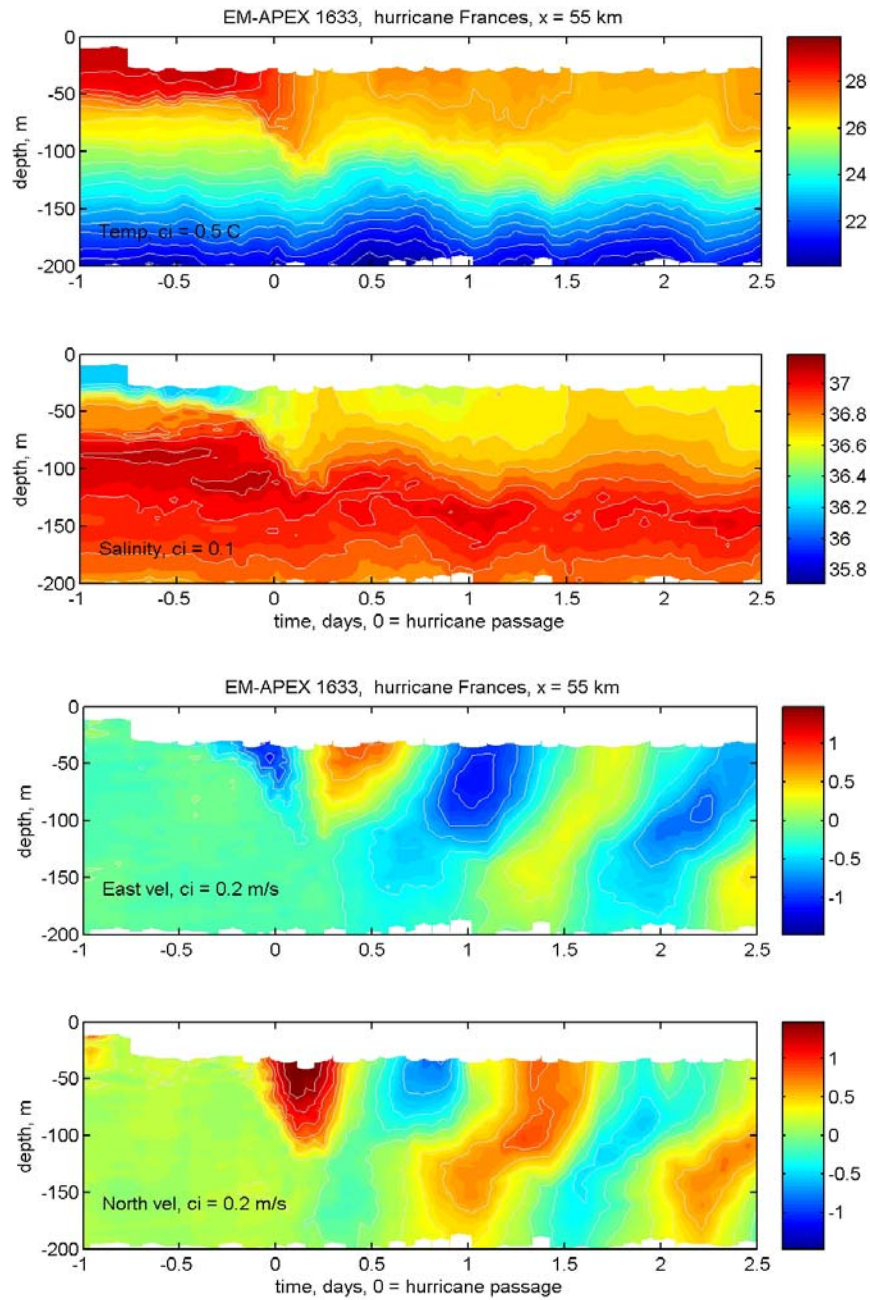 EM-APEX 1633, hurricane Frances, x = 55 km
0
-50
-100
-150
-200
depth, m
Temp, ci = 0.5 C
-1 -0.5 0 0.5 1 1.5 2 2.5
28
26
24
22
0
-50
-100
-150
-200
depth, m
Salinity, ci = 0.1
-1 -0.5 0 0.5 1 1.5 2 2.5
time, days, 0 = hurricane passage
37
36.8
36.6
36.4
36.2
36
35.8
EM-APEX 1633, hurricane Frances, x = 55 km
0
-50
-100
-150
-200
depth, m
East vel, ci = 0.2 m/s
-1 -0.5 0 0.5 1 1.5 2 2.5
1
0.5
0
-0.5
-1
0
-50
-100
-150
-200
depth, m
North vel, ci = 0.2 m/s
-1 -0.5 0 0.5 1 1.5 2 2.5
time, days, 0 = hurricane passage
1
0.5
0
-0.5
-1